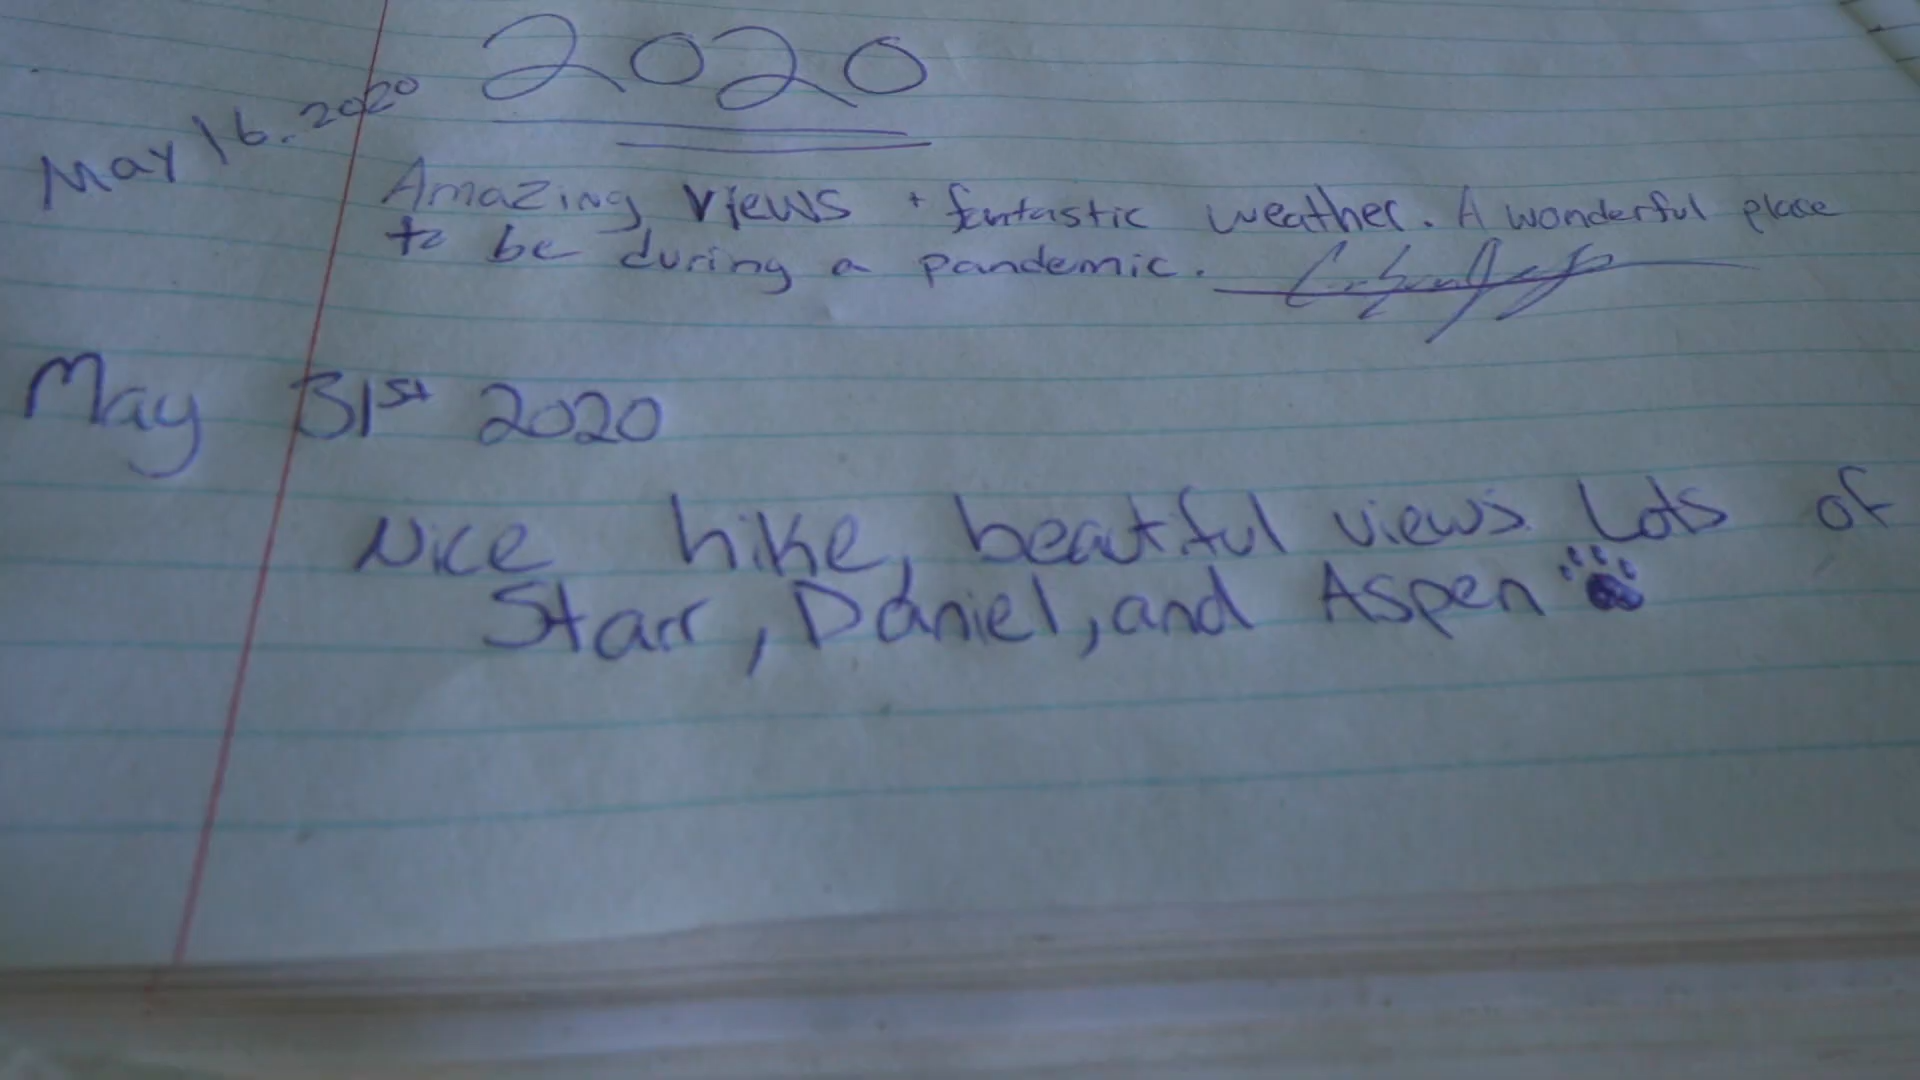 2020
May 16. 2020
Amazing views + fantastic weather. A wonderful place
to be during a pandemic.
May 31st 2020
Nice hike, beautiful views. Lots of
Starr, Daniel, and Aspen